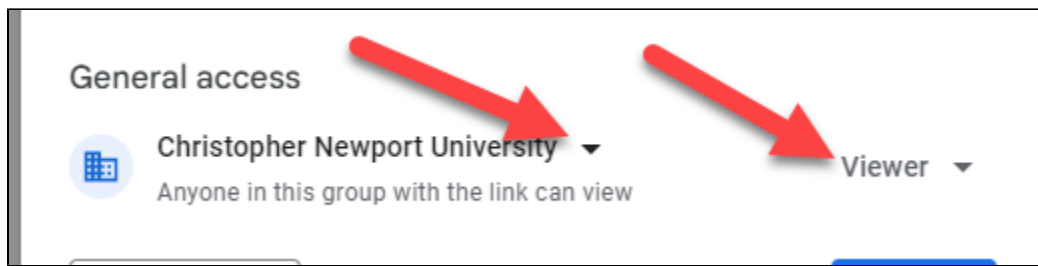 General access
Christopher Newport University
Viewer
Anyone in this group with the link can view